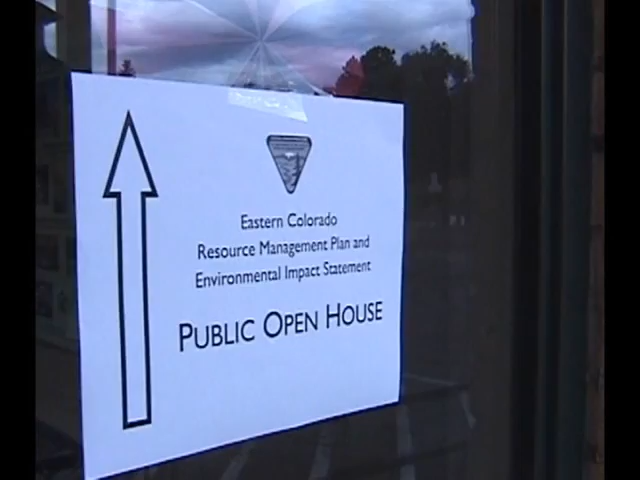 Eastern Colorado
Resource Management Plan and
Environmental Impact Statement
PUBLIC OPEN HOUSE